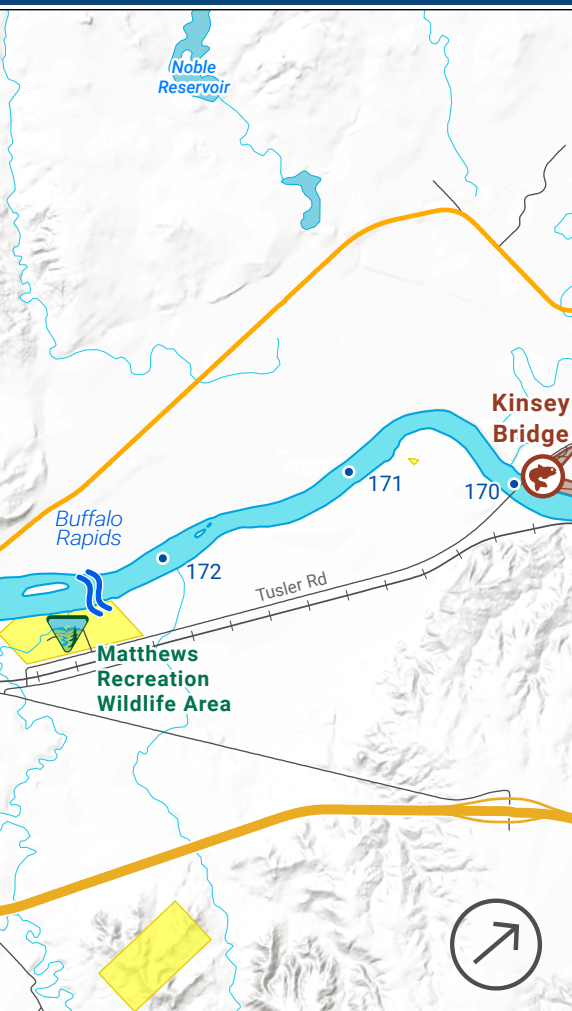 Noble
Reservoir
Kinsey
Bridge
171
170
Buffalo
Rapids
172
Tusler Rd
Matthews
Recreation
Wildlife Area